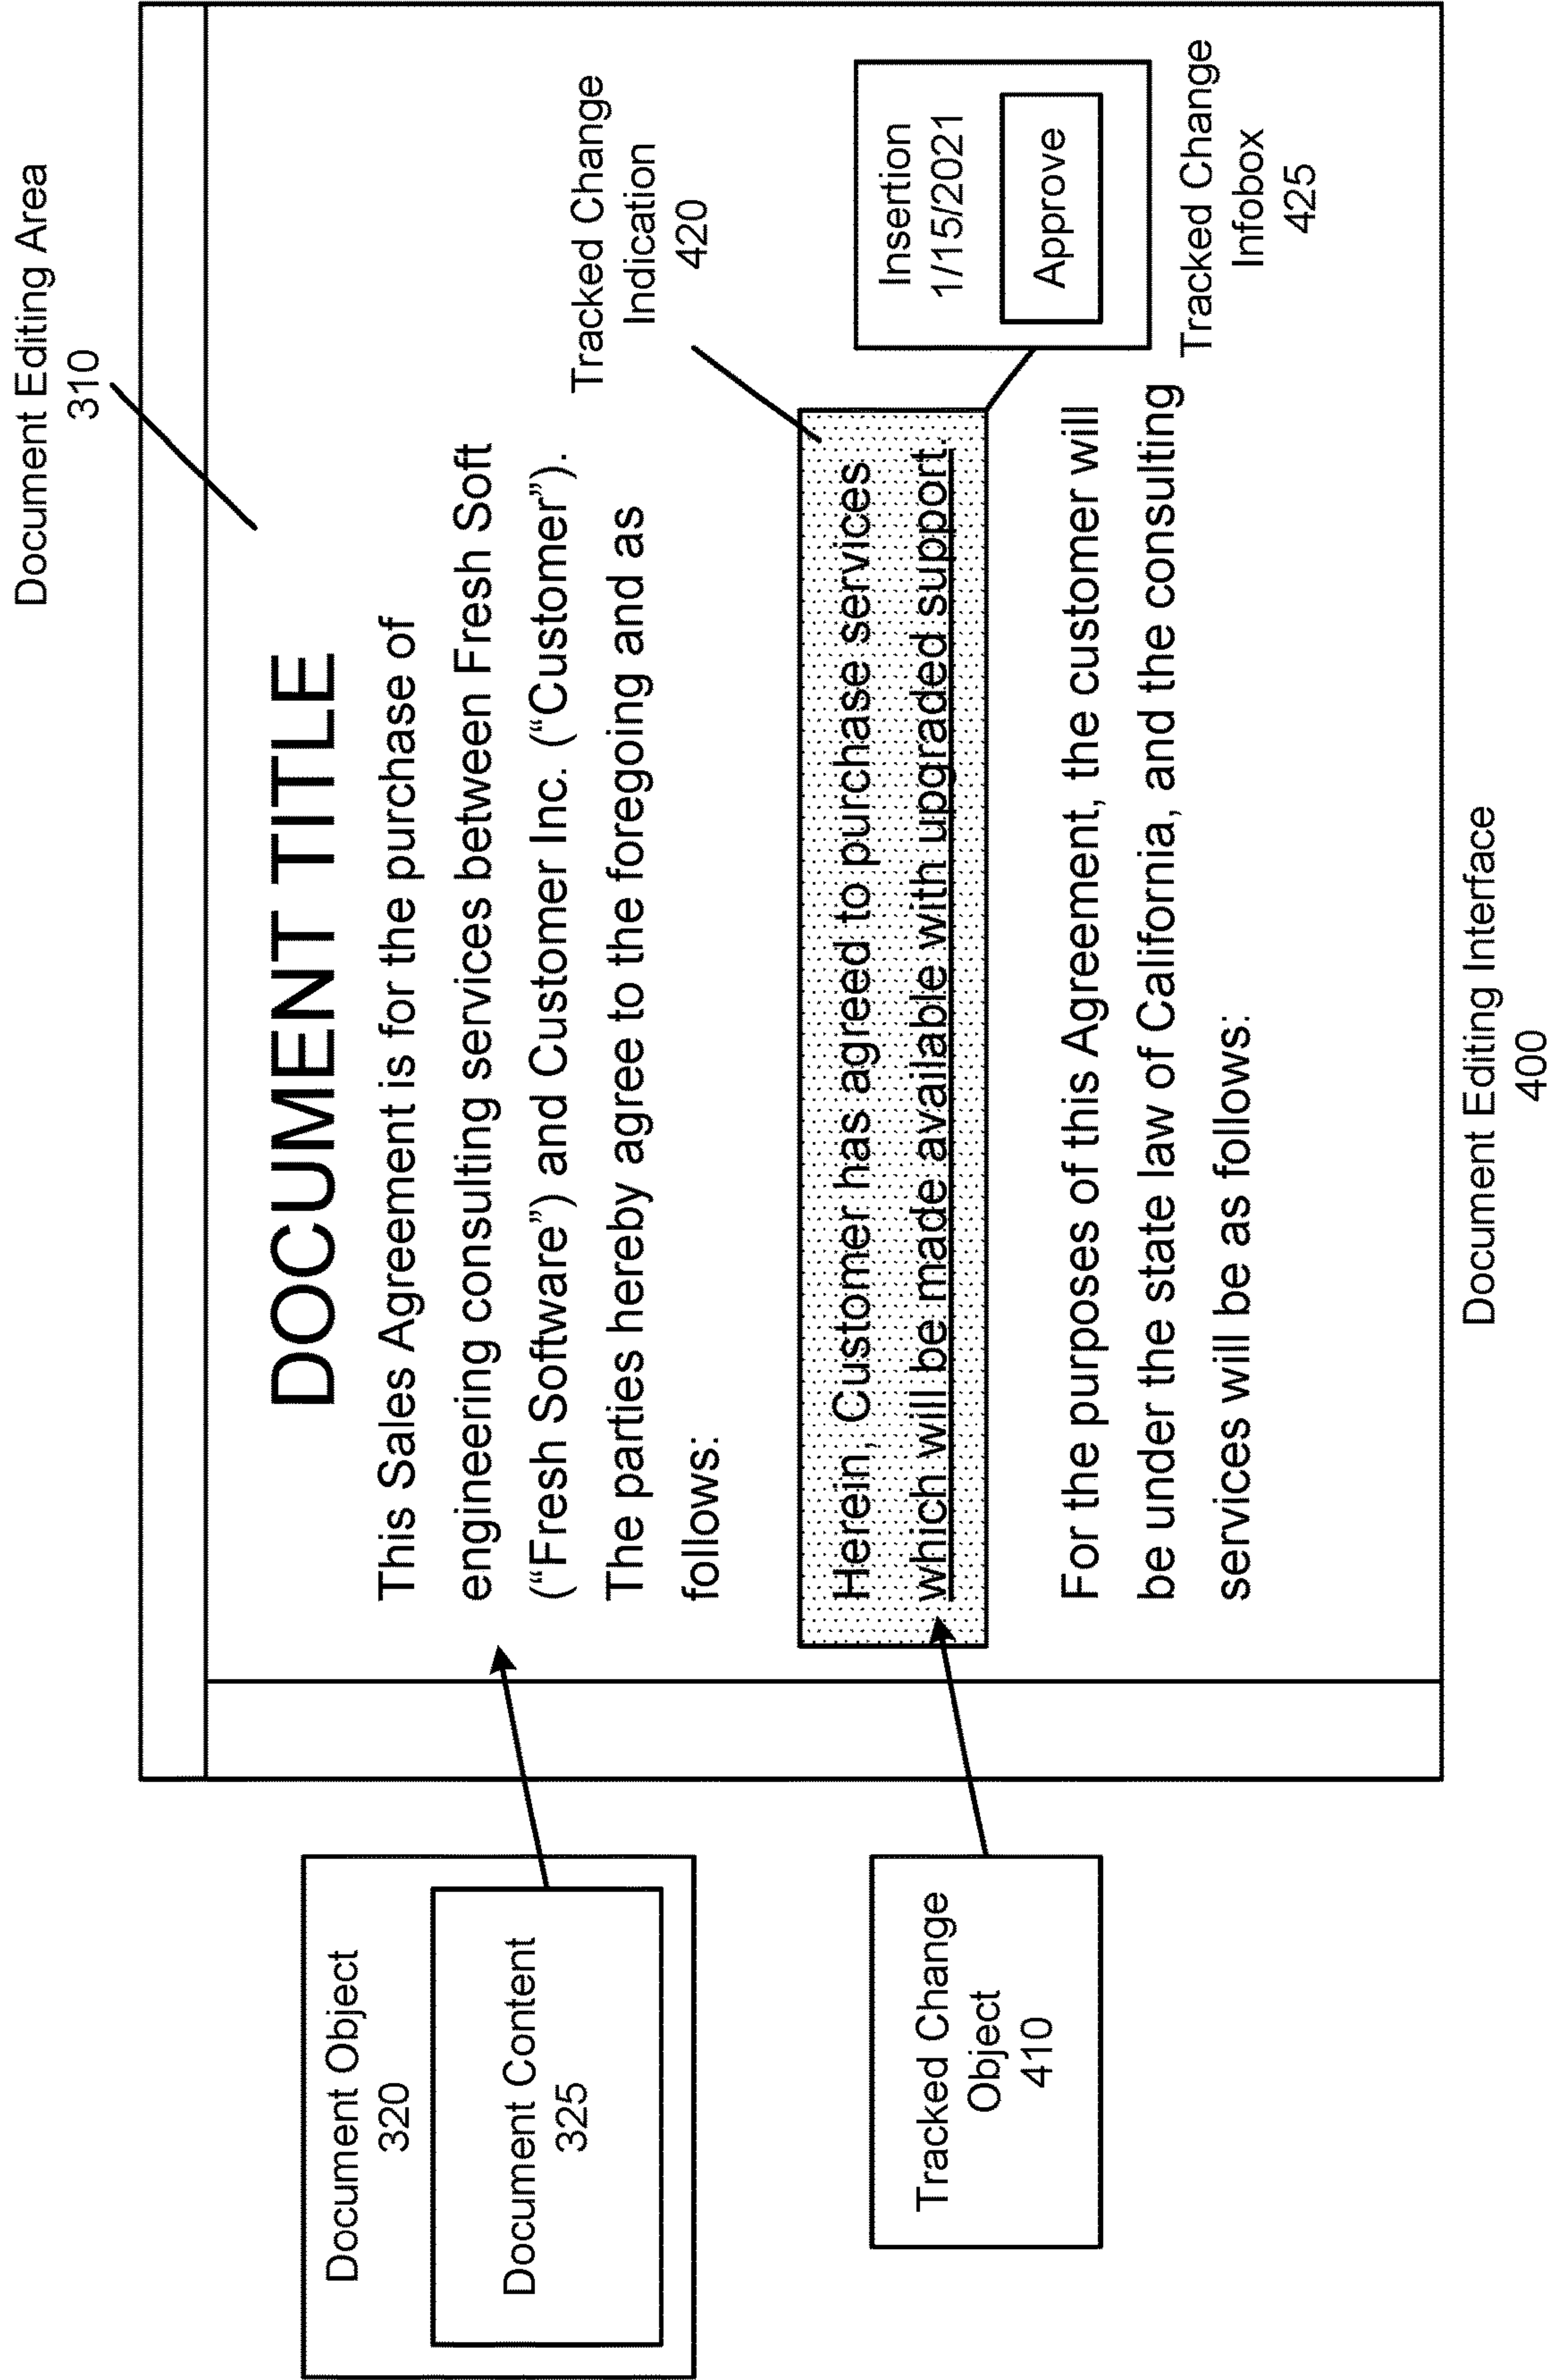 Document Editing Area
310
DOCUMENT TITLE
This Sales Agreement is for the purchase of
engineering consulting services between Fresh Soft
(“Fresh Software”) and Customer Inc. (“Customer”).
The parties hereby agree to the foregoing and as
follows:
Document Object
320
Document Content
325
Tracked Change
Indication
420
Herein, Customer has agreed to purchase services
which will be made available with upgraded support.
Insertion
1/15/2021
Approve
Tracked Change
Infobox
425
Tracked Change
Object
410
For the purposes of this Agreement, the customer will
be under the state law of California, and the consulting
services will be as follows:
Document Editing Interface
400